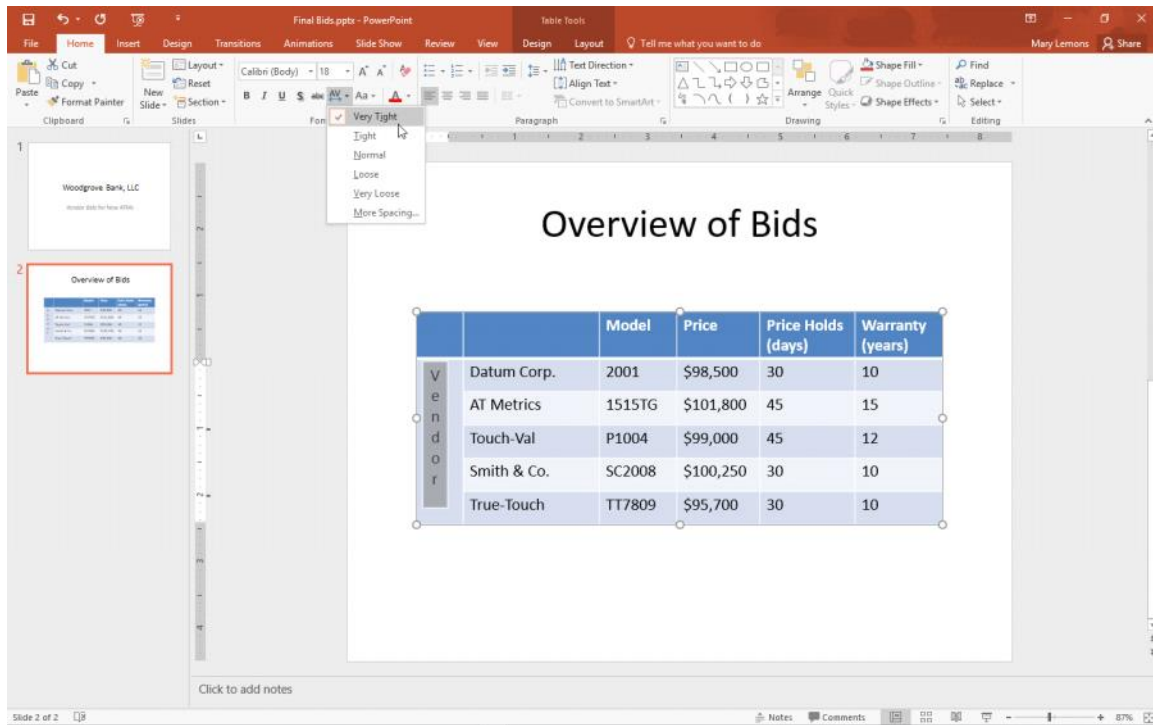 Final Bids.pptx - PowerPoint
Table Tools
File Home Insert Design Transitions Animations Slide Show Review View Design Layout Tell me what you want to do Mary Lemons Share
Paste
Cut
Copy
Format Painter
Clipboard
New
Slide
Layout
Reset
Section
Slides
Calibri (Body) 18
B I U S abc AV Aa A
Fon
Very Tight
Tight
Normal
Loose
Very Loose
More Spacing...
Text Direction
Align Text
Convert to SmartArt
Paragraph
Arrange
Quick
Styles
Shape Fill
Shape Outline
Shape Effects
Drawing
Find
Replace
Select
Editing
1
Woodgrove Bank, LLC
2
Overview of Bids
Overview of Bids
Model Price Price Holds (days) Warranty (years)
Vendor
Datum Corp. 2001 $98,500 30 10
AT Metrics 1515TG $101,800 45 15
Touch-Val P1004 $99,000 45 12
Smith & Co. SC2008 $100,250 30 10
True-Touch TT7809 $95,700 30 10
Click to add notes
Slide 2 of 2
Notes Comments 87%